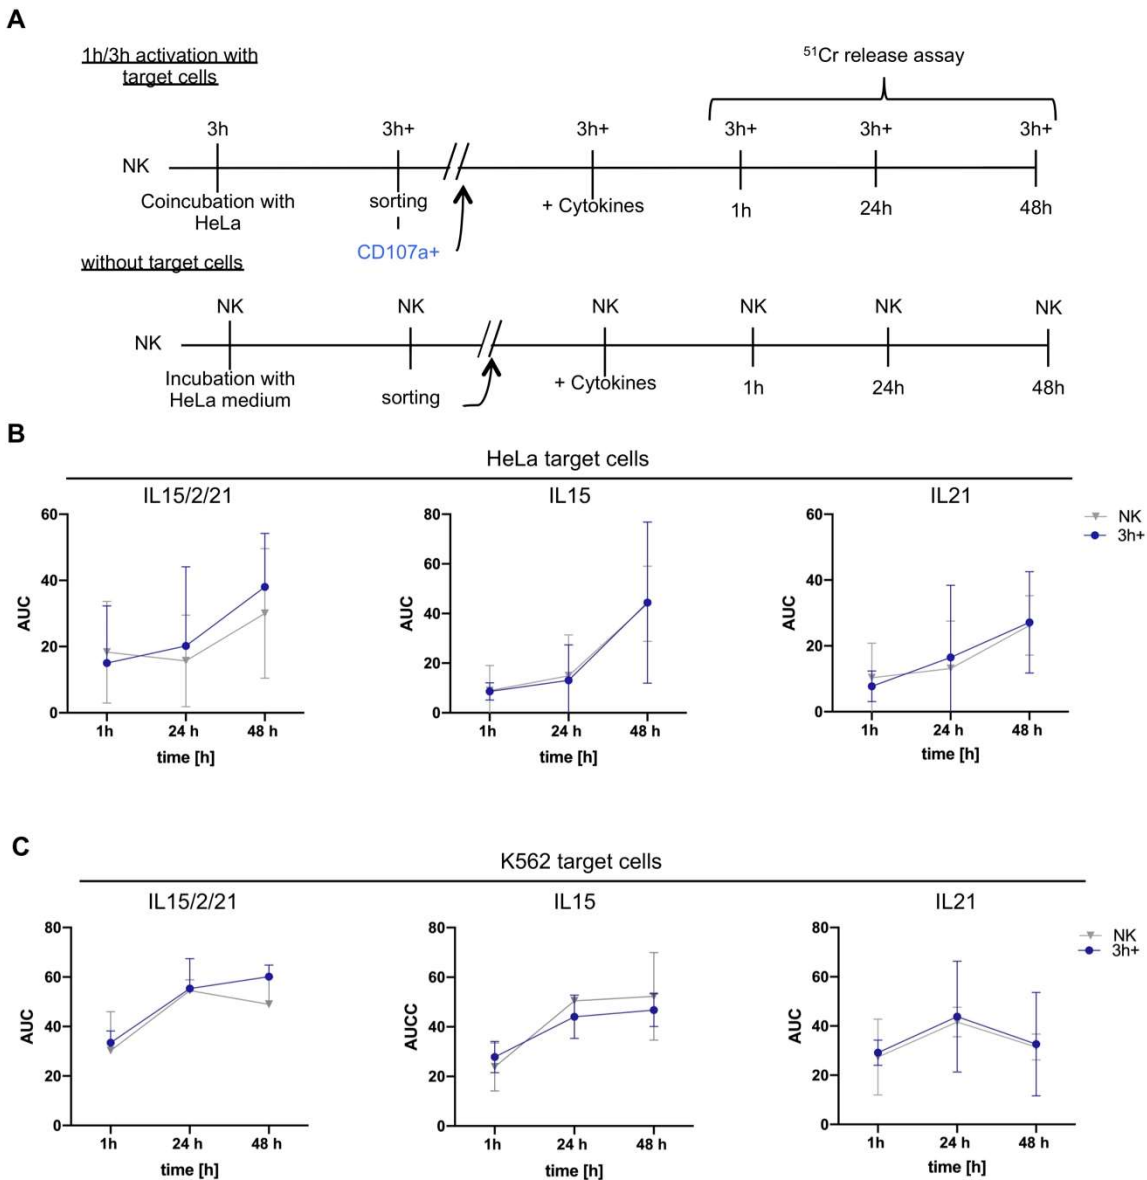 A
1h/3h activation with
target cells
51Cr release assay
3h 3h+ 3h+ 3h+ 3h+ 3h+
NK
Coincubation with
HeLa
sorting
+ Cytokines
1h 24h 48h
CD107a+
without target cells
NK NK NK NK NK NK
NK
Incubation with
HeLa medium
sorting
+ Cytokines
1h 24h 48h
B
HeLa target cells
IL15/2/21
60
40
20
0
AUC
1h 24 h 48 h
time [h]
IL15
80
60
40
20
0
AUC
1h 24 h 48 h
time [h]
IL21
60
40
20
0
AUC
1h 24 h 48 h
time [h]
NK
3h+
C
K562 target cells
IL15/2/21
80
60
40
20
0
AUC
1h 24 h 48 h
time [h]
IL15
80
60
40
20
0
AUCC
1h 24 h 48 h
time [h]
IL21
80
60
40
20
0
AUC
1h 24 h 48 h
time [h]
NK
3h+